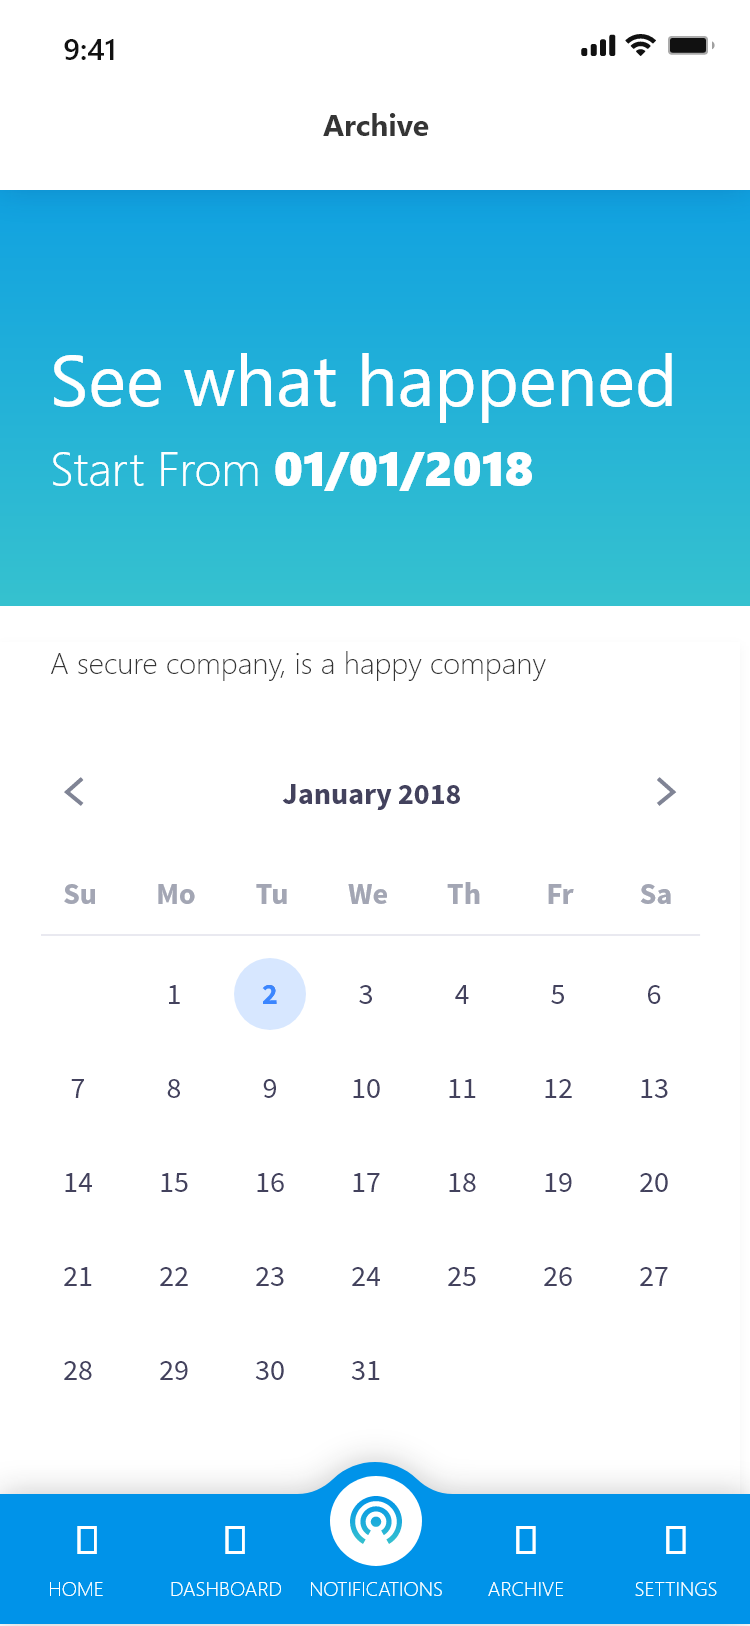 9:41
Archive
See what happened
Start From 01/01/2018
A secure company, is a happy company
January 2018
Su Mo Tu We Th Fr Sa
1 2 3 4 5 6
7 8 9 10 11 12 13
14 15 16 17 18 19 20
21 22 23 24 25 26 27
28 29 30 31
HOME DASHBOARD NOTIFICATIONS ARCHIVE SETTINGS